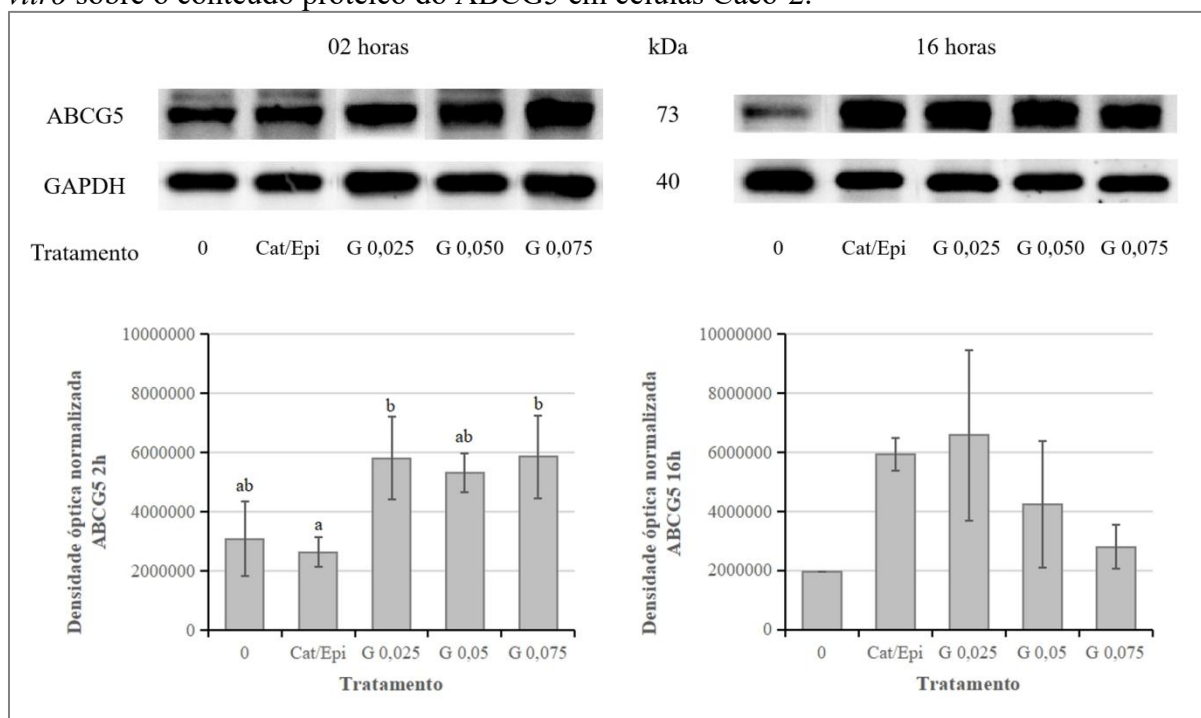 vitro sobre o conteúdo proteico do ABCG5 em células Caco-2.
02 horas kDa 16 horas
ABCG5 73
GAPDH 40
Tratamento 0 Cat/Epi G 0,025 G 0,050 G 0,075 0 Cat/Epi G 0,025 G 0,050 G 0,075
Densidade óptica normalizada
ABCG5 2h
10000000
8000000
6000000
4000000
2000000
0
ab a b ab b
0 Cat/Epi G 0,025 G 0,05 G 0,075
Tratamento
Densidade óptica normalizada
ABCG5 16h
10000000
8000000
6000000
4000000
2000000
0
0 Cat/Epi G 0,025 G 0,05 G 0,075
Tratamento